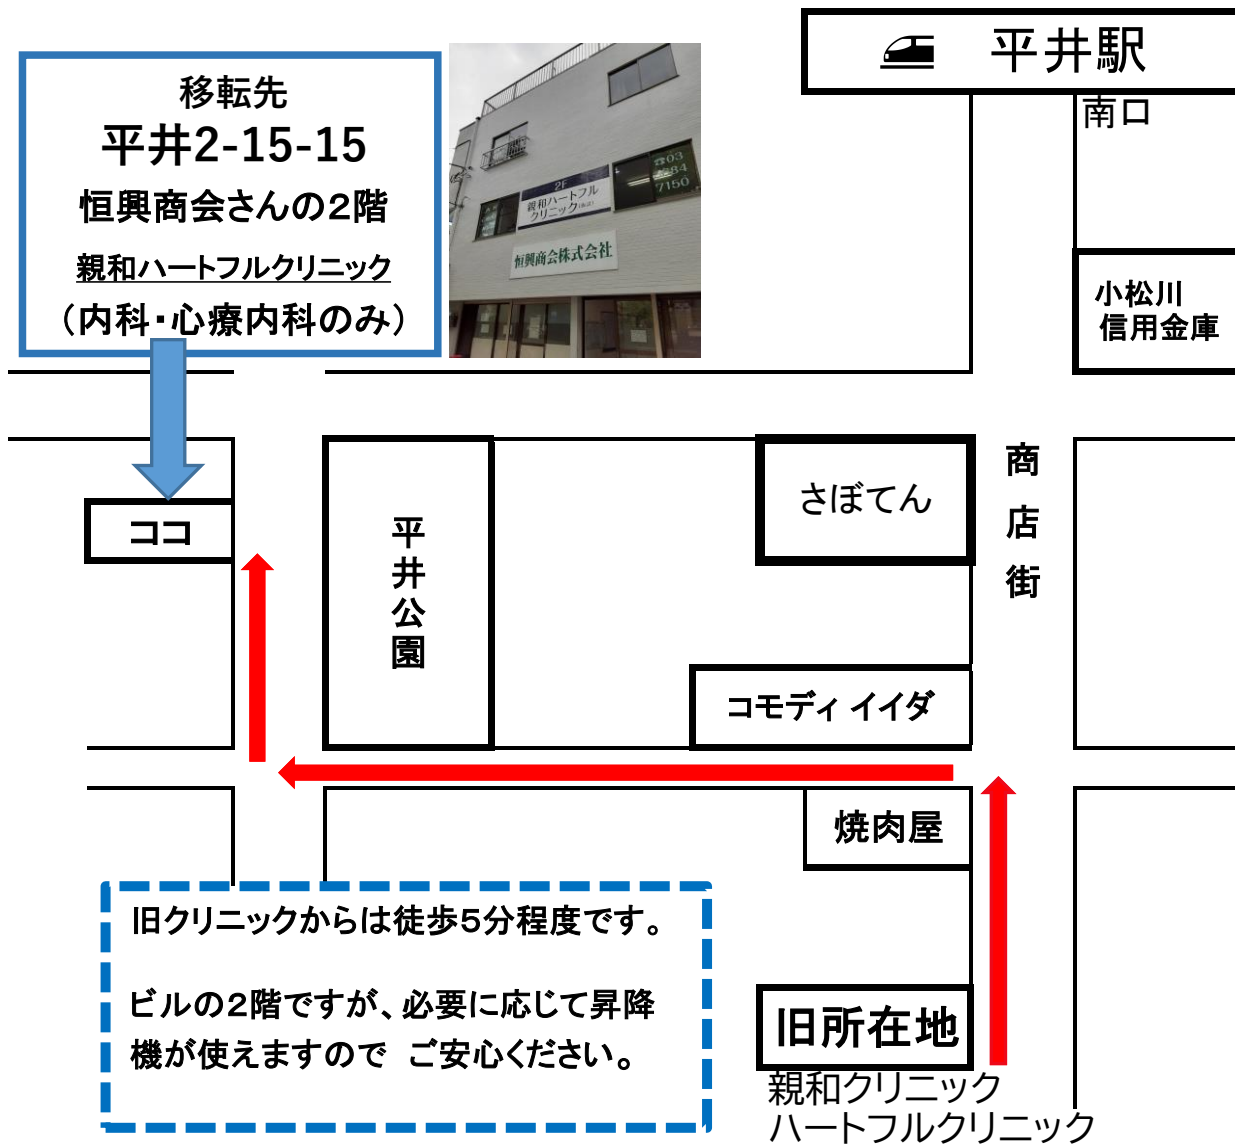 平井駅
南口
移転先
平井2-15-15
恒興商会さんの2階
親和ハートフルクリニック
（内科・心療内科のみ）
2F
親和ハートフル
クリニック
恒興商会株式会社
☎03
7150
小松川
信用金庫
商店街
さぼてん
ココ
平井公園
コモディ イイダ
焼肉屋
旧クリニックからは徒歩5分程度です。
ビルの2階ですが、必要に応じて昇降
機が使えますので ご安心ください。
旧所在地
親和クリニック
ハートフルクリニック